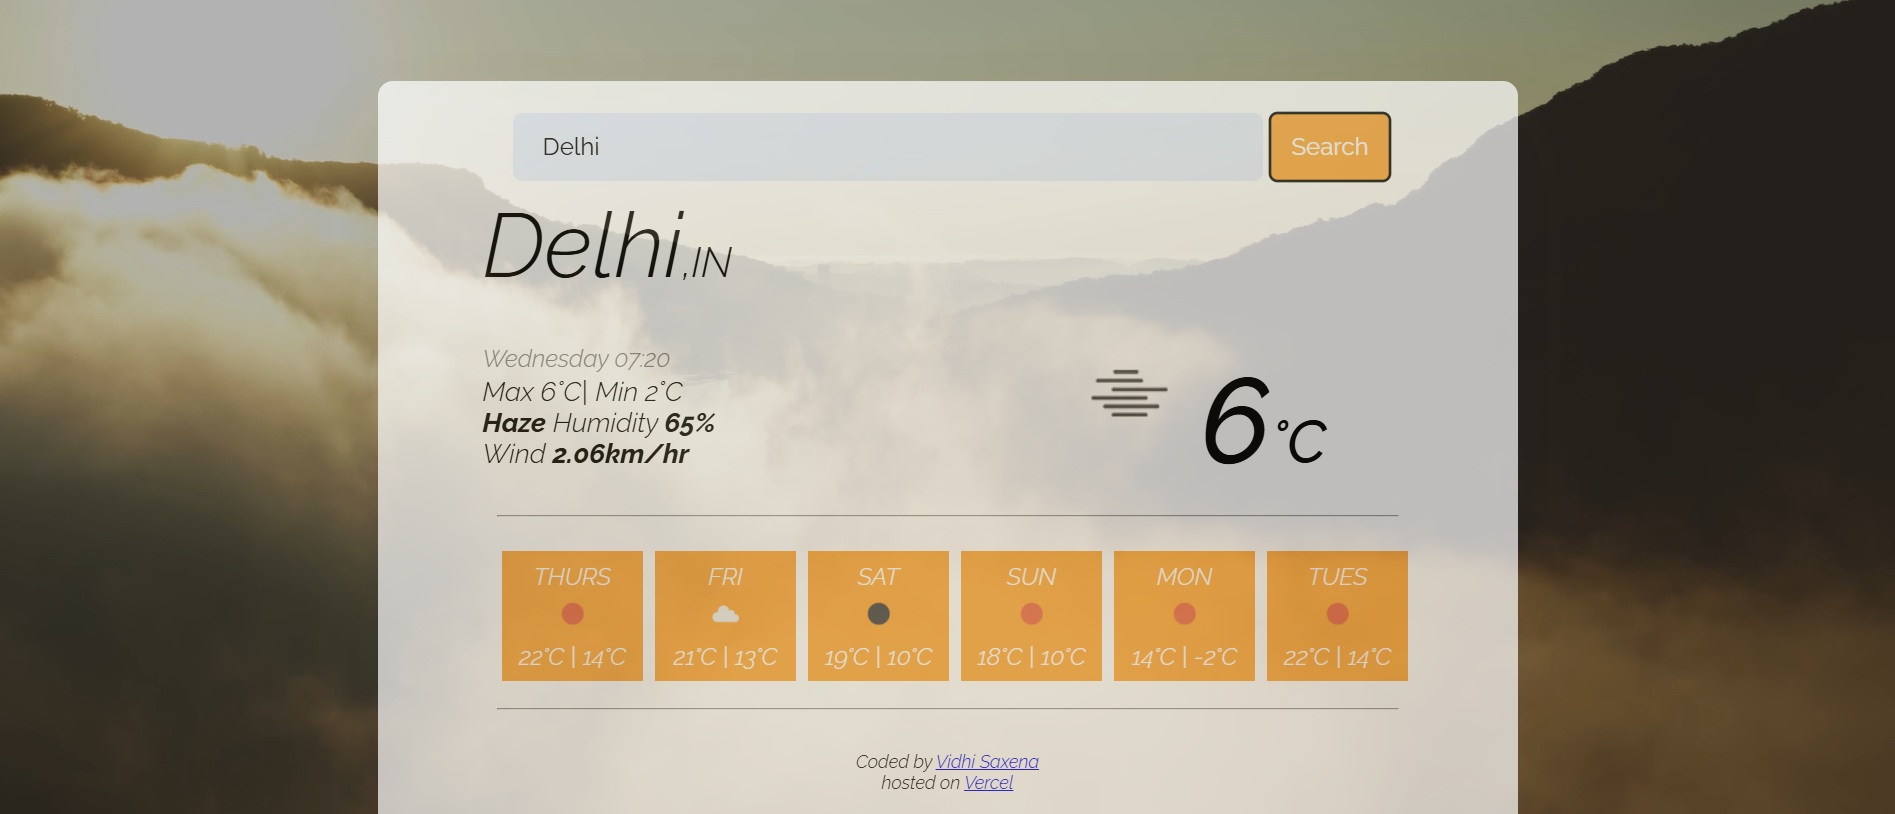 Delhi
Search
Delhi,IN
Wednesday 07:20
Max 6°C| Min 2°C
Haze Humidity 65%
Wind 2.06km/hr
6 °C
THURS
22°C | 14°C
FRI
21°C | 13°C
SAT
19°C | 10°C
SUN
18°C | 10°C
MON
14°C | -2°C
TUES
22°C | 14°C
Coded by Vidhi Saxena
hosted on Vercel